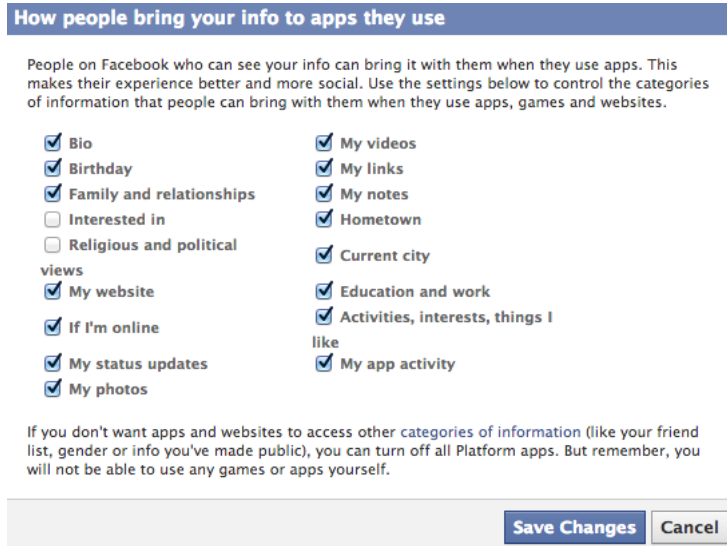 How people bring your info to apps they use
People on Facebook who can see your info can bring it with them when they use apps. This
makes their experience better and more social. Use the settings below to control the categories
of information that people can bring with them when they use apps, games and websites.
Bio
Birthday
Family and relationships
Interested in
Religious and political
views
My website
If I'm online
My status updates
My photos
My videos
My links
My notes
Hometown
Current city
Education and work
Activities, interests, things I
like
My app activity
If you don't want apps and websites to access other categories of information (like your friend
list, gender or info you've made public), you can turn off all Platform apps. But remember, you
will not be able to use any games or apps yourself.
Save Changes
Cancel